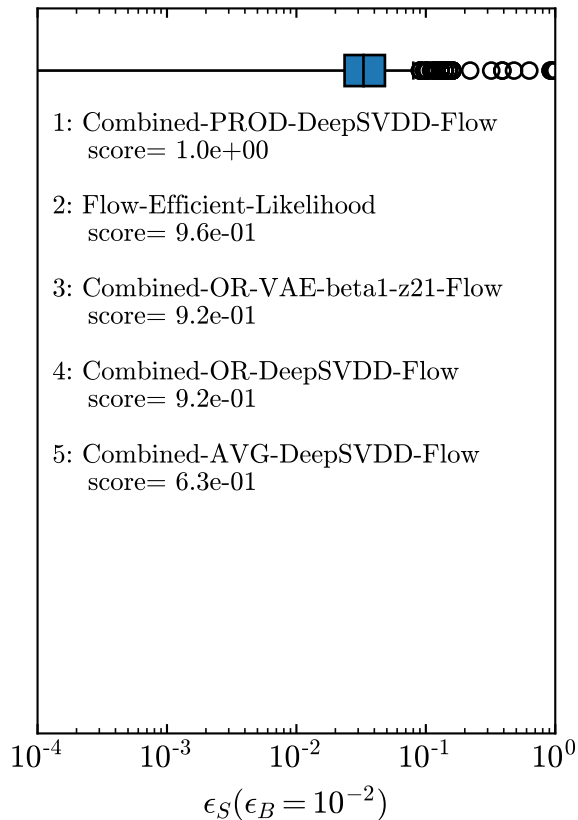 1: Combined-PROD-DeepSVDD-Flow
score= 1.0e+00
2: Flow-Efficient-Likelihood
score= 9.6e-01
3: Combined-OR-VAE-beta1-z21-Flow
score= 9.2e-01
4: Combined-OR-DeepSVDD-Flow
score= 9.2e-01
5: Combined-AVG-DeepSVDD-Flow
score= 6.3e-01
10⁻⁴ 10⁻³ 10⁻² 10⁻¹ 10⁰
ϵ_S(ϵ_B = 10⁻²)